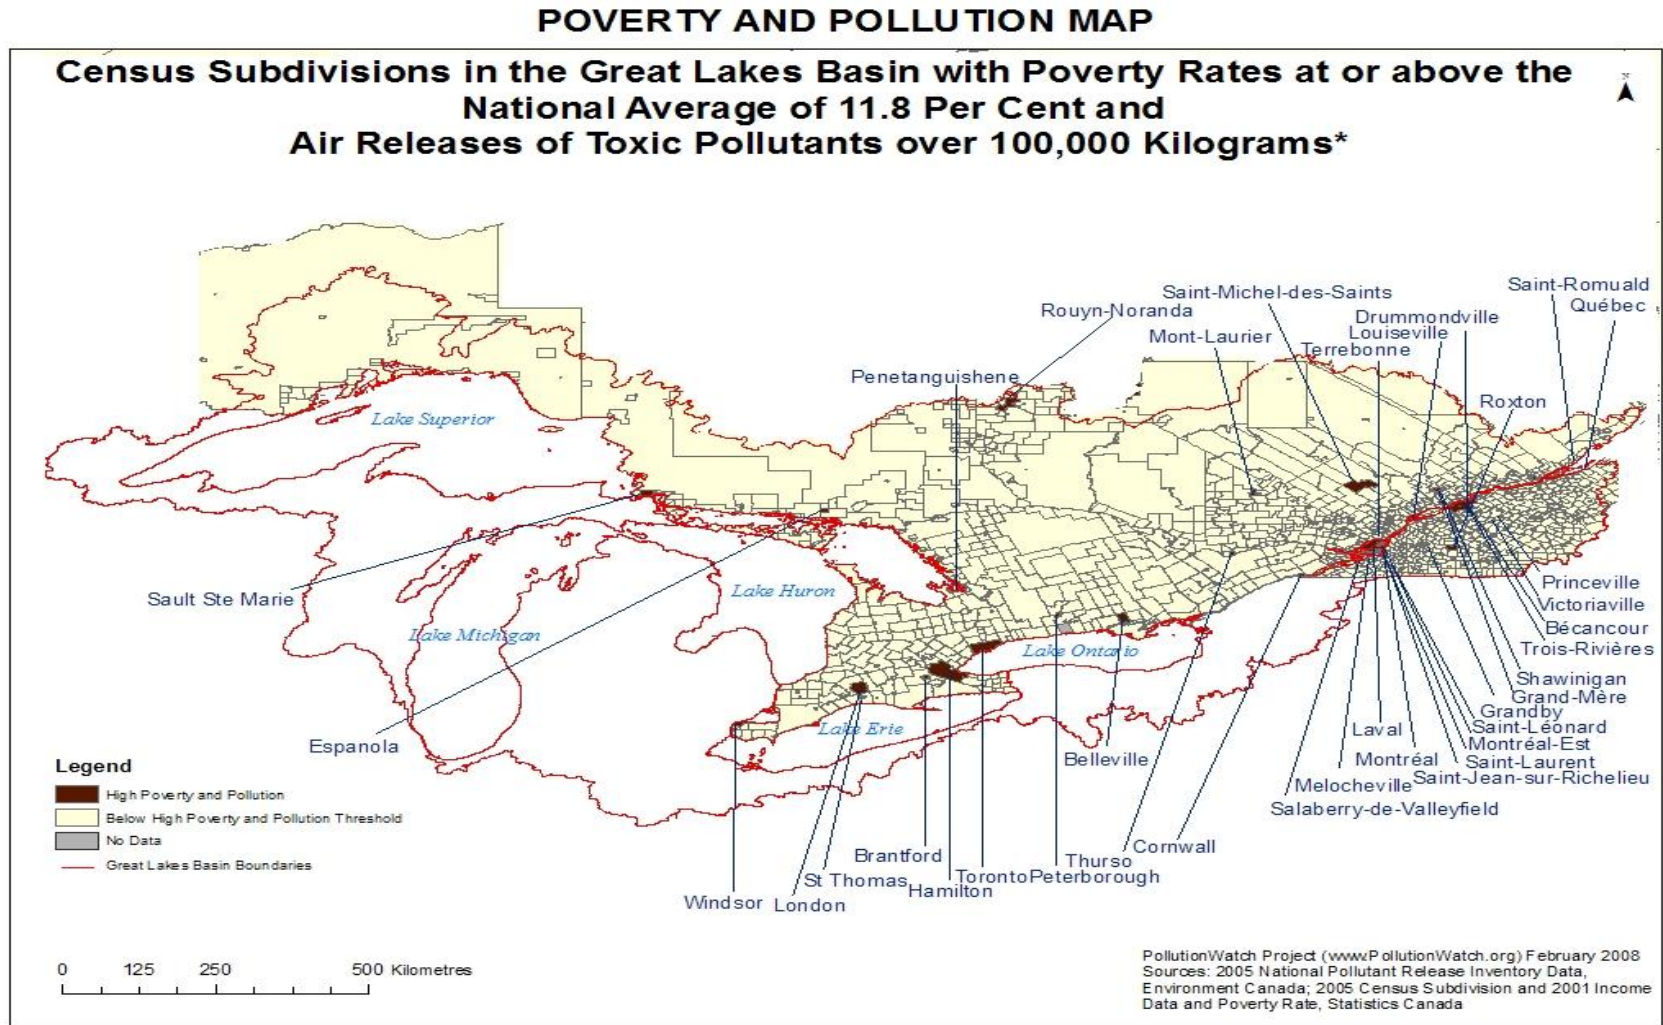 POVERTY AND POLLUTION MAP
Census Subdivisions in the Great Lakes Basin with Poverty Rates at or above the
National Average of 11.8 Per Cent and
Air Releases of Toxic Pollutants over 100,000 Kilograms*
N
Saint-Romuald
Québec
Saint-Michel-des-Saints
Rouyn-Noranda
Drummondville
Louiseville
Mont-Laurier
Terrebonne
Penetanguishene
Roxton
Lake Superior
Lake Huron
Lake Michigan
Lake Ontario
Lake Erie
Sault Ste Marie
Espanola
Princeville
Victoriaville
Bécancour
Trois-Rivières
Shawinigan
Grand-Mère
Grandby
Saint-Léonard
Laval
Montréal-Est
Montréal
Saint-Laurent
Melocheville
Saint-Jean-sur-Richelieu
Salaberry-de-Valleyfield
Belleville
Cornwall
Thurso
Brantford
Toronto
Peterborough
St Thomas
Hamilton
Windsor
London
Legend
High Poverty and Pollution
Below High Poverty and Pollution Threshold
No Data
Great Lakes Basin Boundaries
0 125 250 500 Kilometres
PollutionWatch Project (www.PollutionWatch.org) February 2008
Sources: 2005 National Pollutant Release Inventory Data,
Environment Canada; 2005 Census Subdivision and 2001 Income
Data and Poverty Rate, Statistics Canada